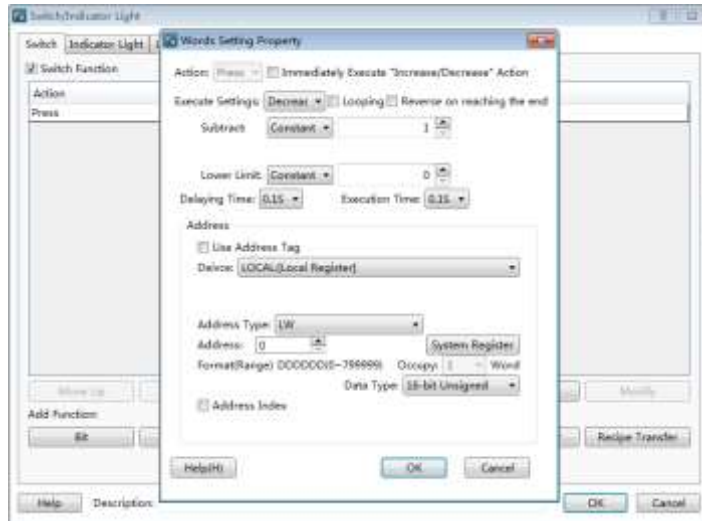 Switch/Indicator Light
Switch
Indicator Light
Switch Function
Action
Press
Move Up
Modify
Add Function
Bit
Recipe Transfer
Help
Description:
OK
Cancel
Words Setting Property
Action: Press Immediately Execute "Increase/Decrease" Action
Execute Settings: Decreas Looping Reverse on reaching the end
Subtract Constant 1
Lower Limit: Constant 0
Delaying Time: 0.1S Execution Time: 0.1S
Address
Use Address Tag
Deivce: LOCAL[Local Register]
Address Type: LW
Address: 0 System Register
Format(Range) DDDDDD(0~799999) Occupy: 1 Word
Data Type: 16-bit Unsigned
Address Index
Help(H) OK Cancel